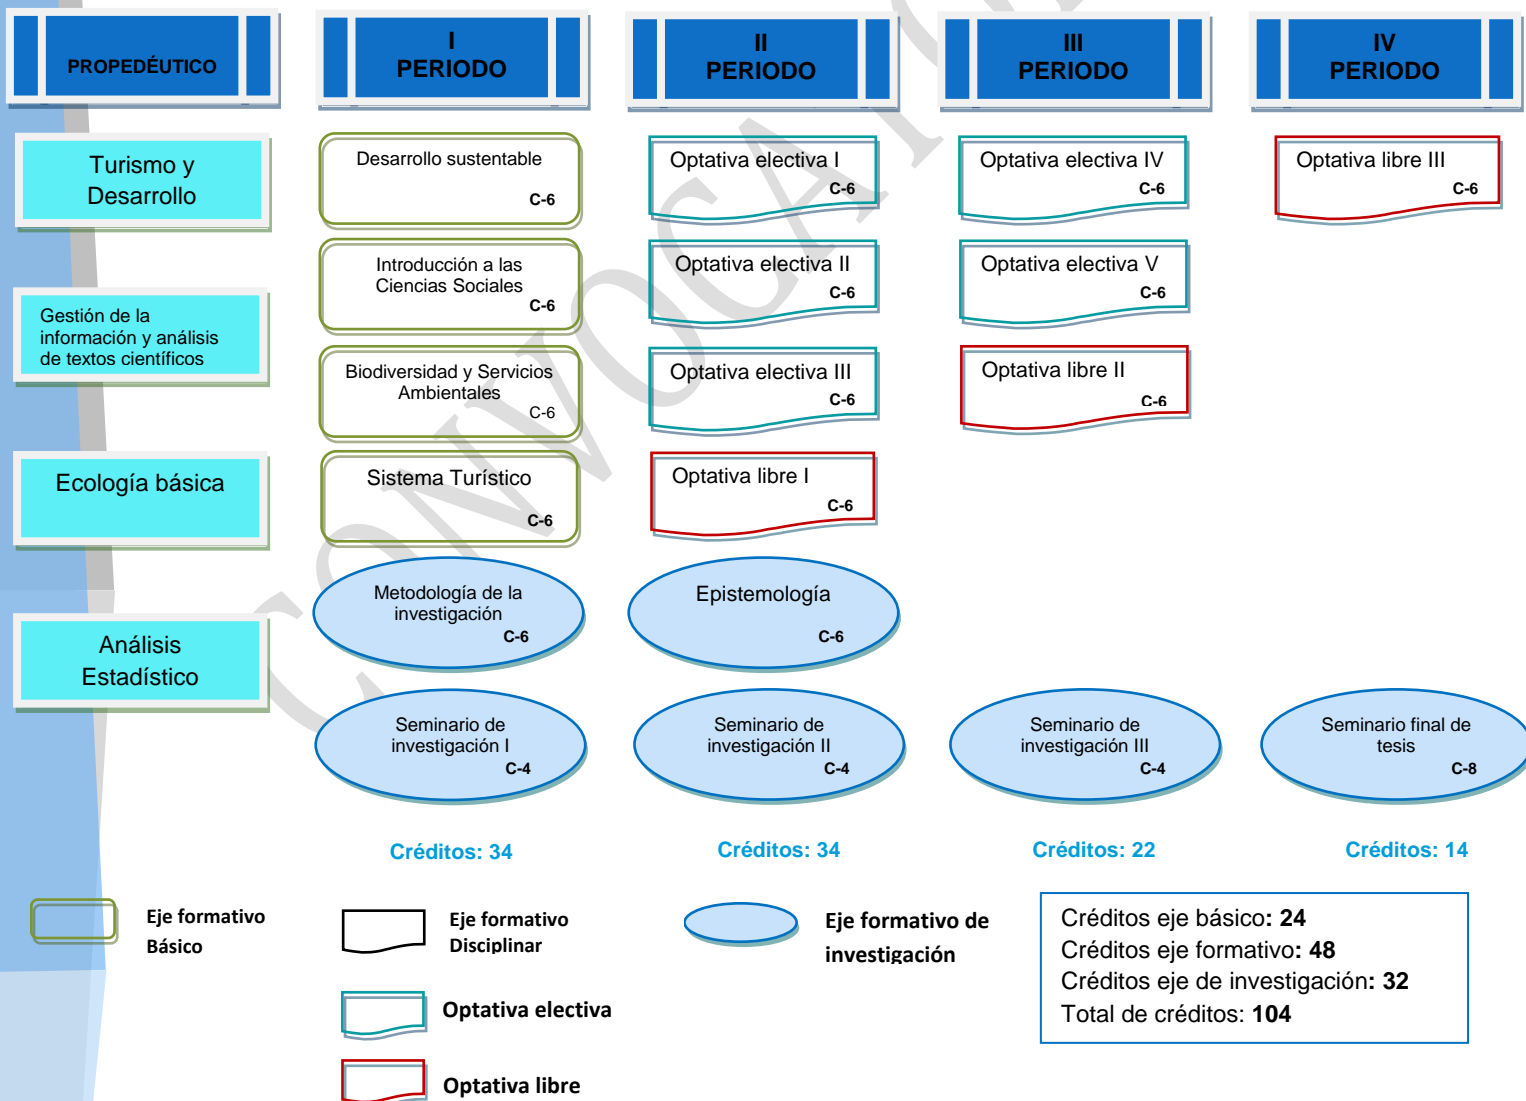 PROPEDÉUTICO
I
PERIODO
II
PERIODO
III
PERIODO
IV
PERIODO
Turismo y
Desarrollo
Gestión de la
información y análisis
de textos científicos
Ecología básica
Análisis
Estadístico
Desarrollo sustentable
C-6
Introducción a las
Ciencias Sociales
C-6
Biodiversidad y Servicios
Ambientales
C-6
Sistema Turístico
C-6
Metodología de la
investigación
C-6
Seminario de
investigación I
C-4
Créditos: 34
Optativa electiva I
C-6
Optativa electiva II
C-6
Optativa electiva III
C-6
Optativa libre I
C-6
Epistemología
C-6
Seminario de
investigación II
C-4
Créditos: 34
Optativa electiva IV
C-6
Optativa electiva V
C-6
Optativa libre II
C-6
Seminario de
investigación III
C-4
Créditos: 22
Optativa libre III
C-6
Seminario final de
tesis
C-8
Créditos: 14
Eje formativo
Básico
Eje formativo
Disciplinar
Optativa electiva
Optativa libre
Eje formativo de
investigación
Créditos eje básico: 24
Créditos eje formativo: 48
Créditos eje de investigación: 32
Total de créditos: 104